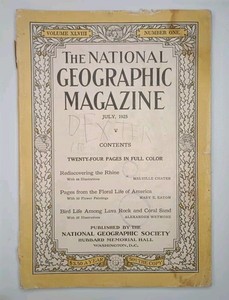 VOLUME XLVIII
NUMBER ONE
THE NATIONAL
GEOGRAPHIC
MAGAZINE
JULY, 1925
CONTENTS
TWENTY-FOUR PAGES IN FULL COLOR
Rediscovering the Rhine
MELVILLE CHATER
Pages from the Floral Life of America
MARY E. EATON
Bird Life Among Lava Rock and Coral Sand
ALEXANDER WETMORE
PUBLISHED BY THE
NATIONAL GEOGRAPHIC SOCIETY
HUBBARD MEMORIAL HALL
WASHINGTON, D.C.